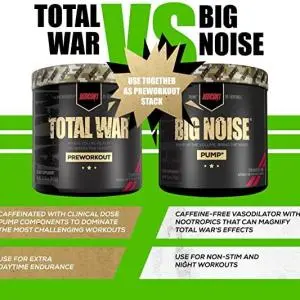 TOTAL WAR
VS
BIG NOISE
USE TOGETHER
AS PREWORKOUT
STACK
REDCON1
TOTAL WAR
PREWORKOUT
REDCON1
BIG NOISE
PUMP
CAFFEINATED WITH CLINICAL DOSE
PUMP COMPONENTS TO DOMINATE
THE MOST CHALLENGING WORKOUTS
CAFFEINE-FREE VASODILATOR WITH
NOOTROPICS THAT CAN MAGNIFY
TOTAL WAR'S EFFECTS
USE FOR EXTRA
DAYTIME ENDURANCE
USE FOR NON-STIM AND
NIGHT WORKOUTS